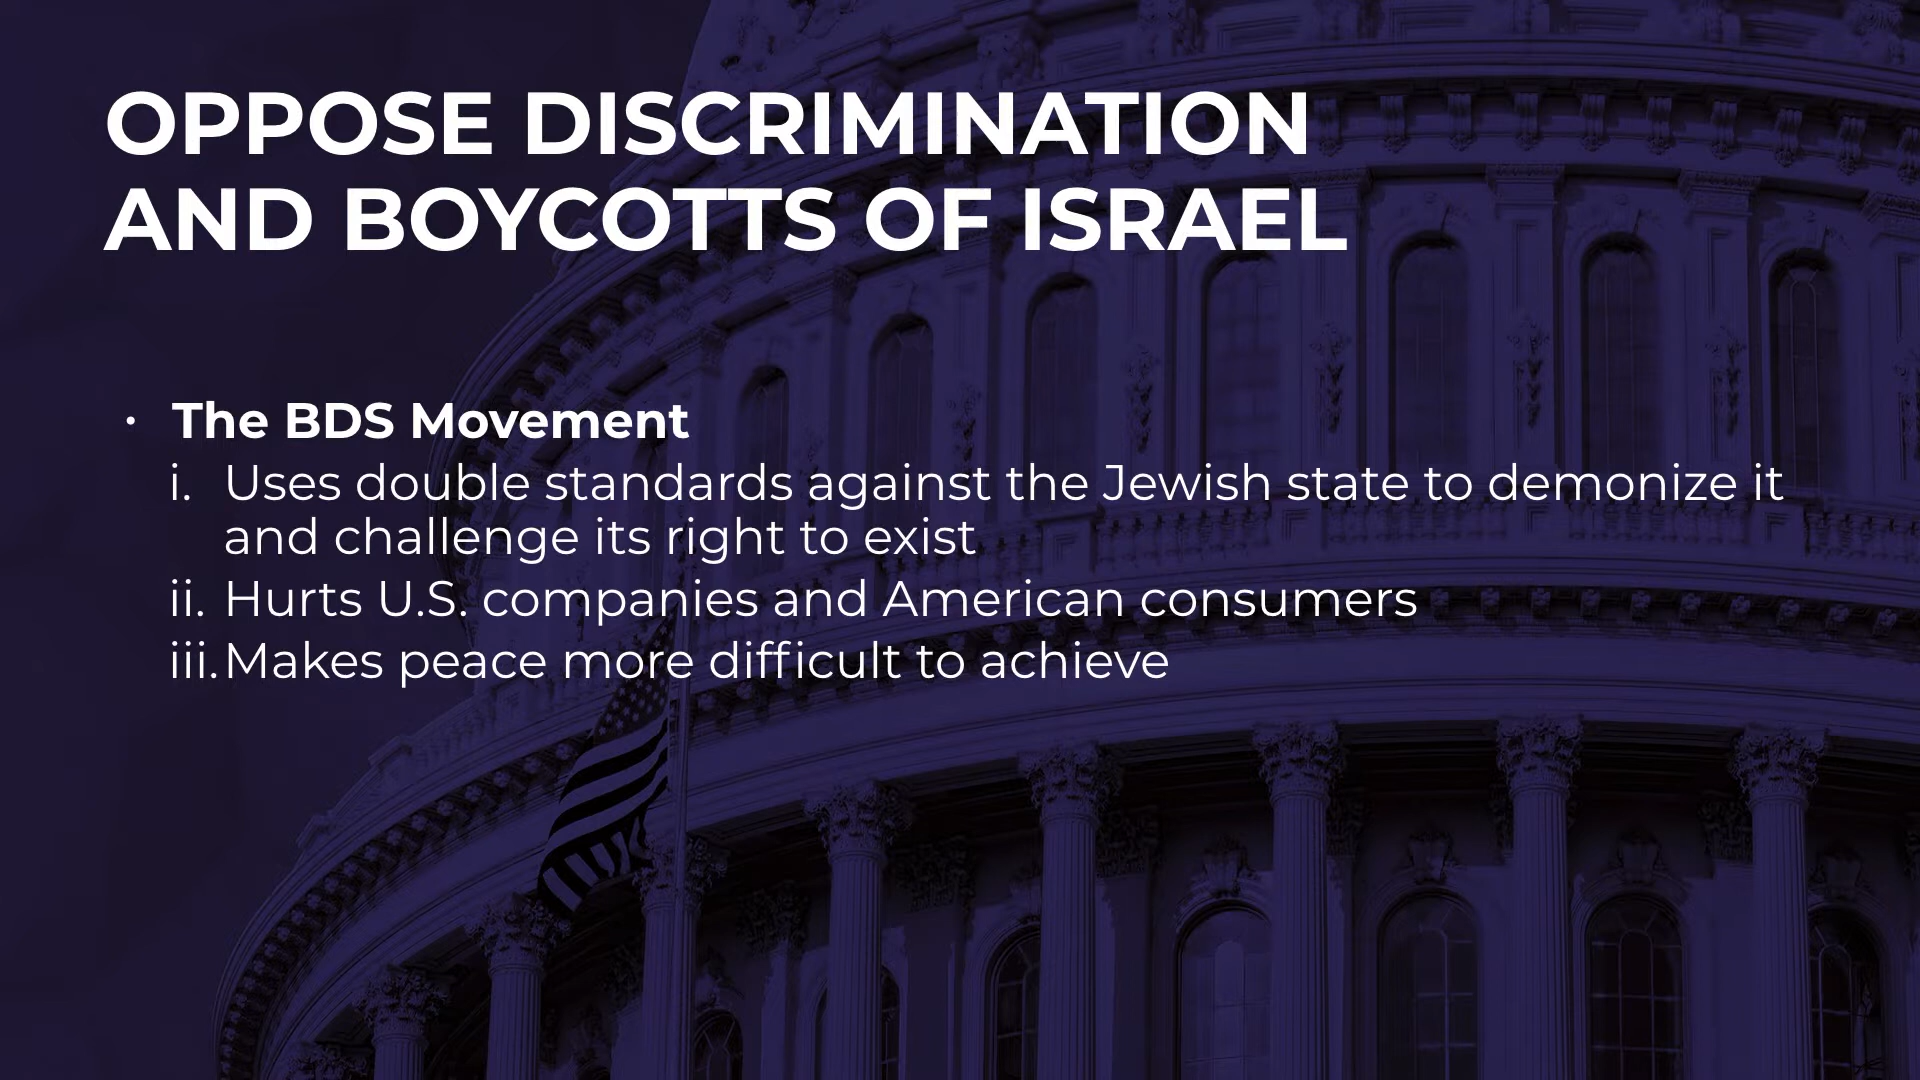 OPPOSE DISCRIMINATION
AND BOYCOTTS OF ISRAEL
• The BDS Movement
i. Uses double standards against the Jewish state to demonize it
and challenge its right to exist
ii. Hurts U.S. companies and American consumers
iii. Makes peace more difficult to achieve